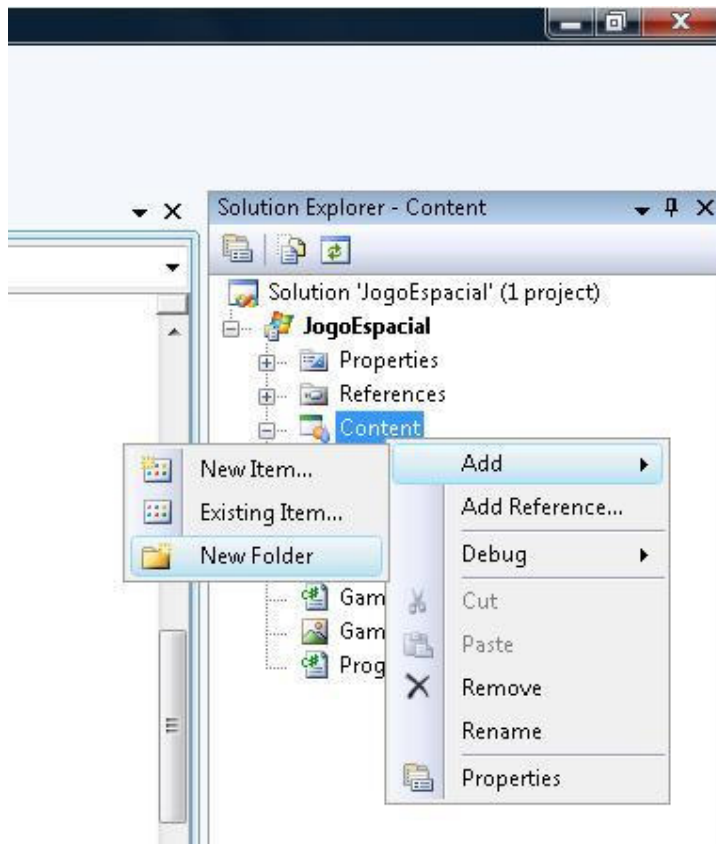 Solution Explorer - Content
Solution 'JogoEspacial' (1 project)
JogoEspacial
Properties
References
Content
New Item...
Existing Item...
New Folder
Add
Add Reference...
Debug
Cut
Paste
Remove
Rename
Properties
Gam
Gam
Prog